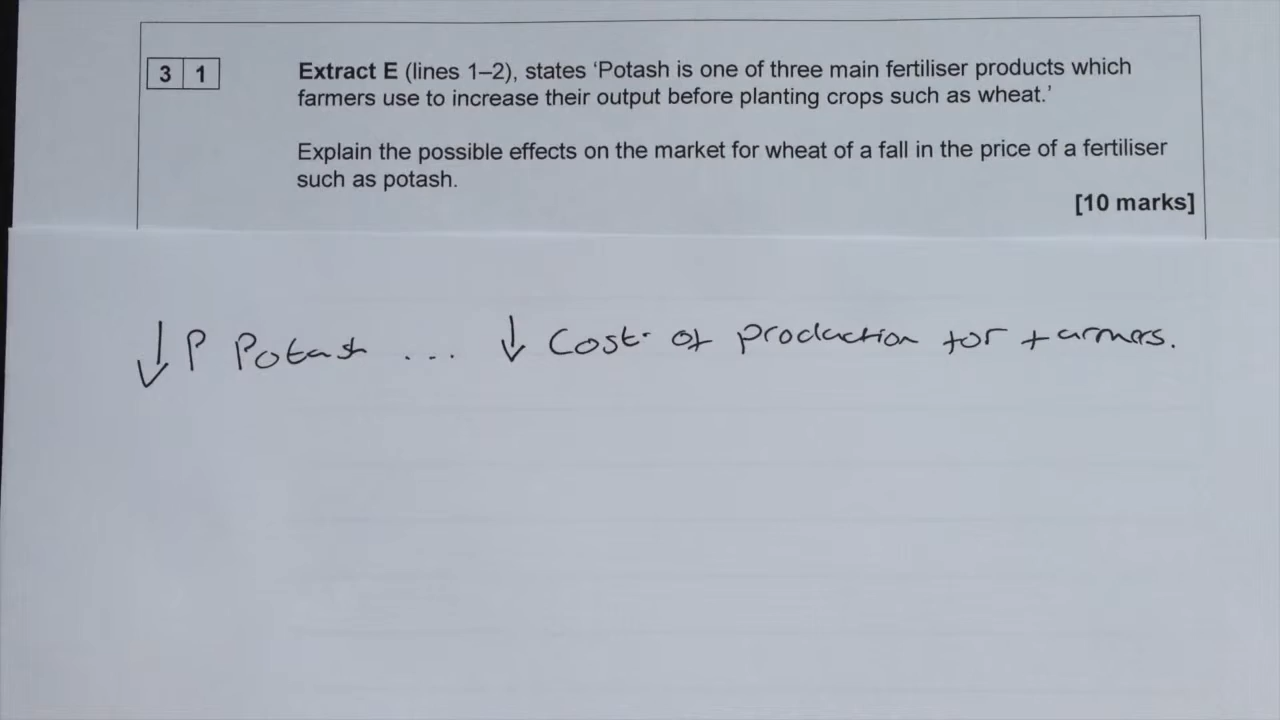 3 1
Extract E (lines 1–2), states ‘Potash is one of three main fertiliser products which
farmers use to increase their output before planting crops such as wheat.’
Explain the possible effects on the market for wheat of a fall in the price of a fertiliser
such as potash.
[10 marks]
↓ P Potash ... ↓ Cost of production for farmers.